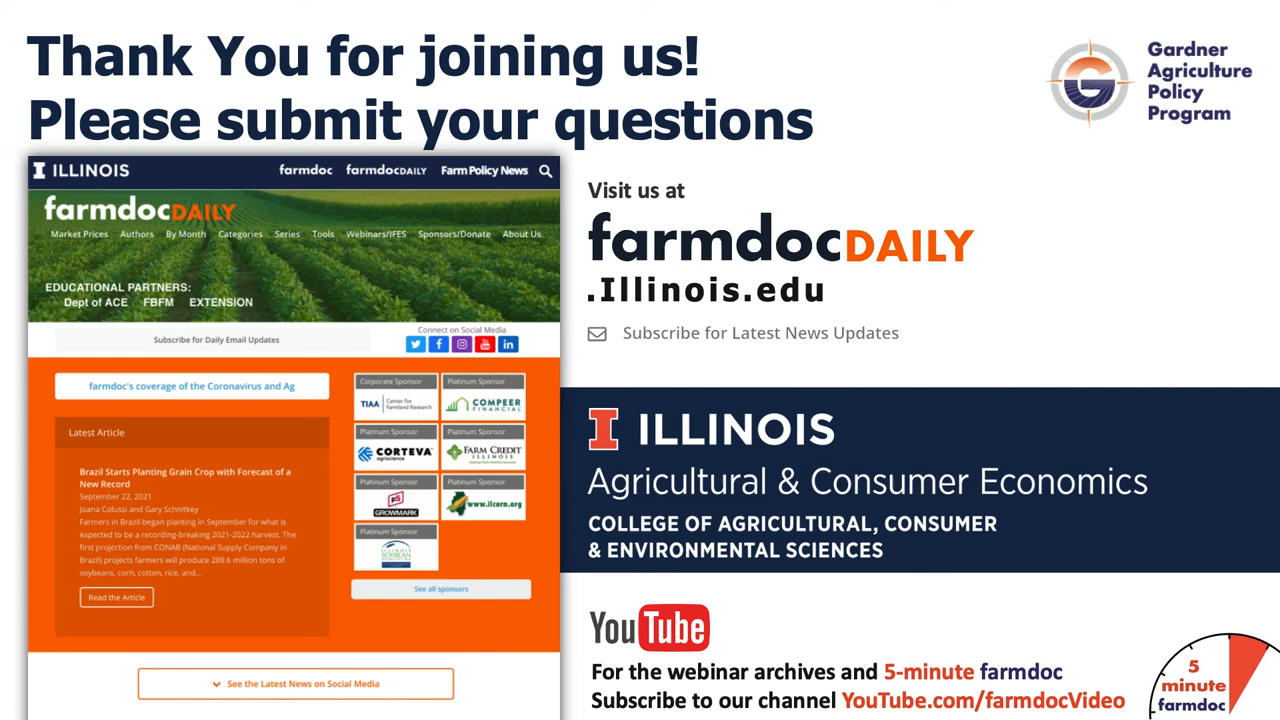 Thank You for joining us!
Please submit your questions
Gardner
Agriculture
Policy
Program
G
I ILLINOIS
farmdoc farmdocDAILY Farm Policy News
farmdocDAILY
Market Prices Authors By Month Categories Series Tools Webinars/IFES Sponsors/Donate About Us
EDUCATIONAL PARTNERS:
Dept of ACE FBFM EXTENSION
Subscribe for Daily Email Updates
Connect on Social Media
farmdoc's coverage of the Coronavirus and Ag
Latest Article
Brazil Starts Planting Grain Crop with Forecast of a
New Record
September 22, 2021
Joana Colussi and Gary Schnitkey
Farmers in Brazil began planting in September for what is
expected to be a recording-breaking 2021-2022 harvest. The
first projection from CONAB (National Supply Company in
Brazil) projects farmers will produce 289.6 million tons of
soybeans, corn, cotton, rice, and...
Read the Article
Corporate Sponsor
TIAA Center for
Farmland Research
Platinum Sponsor
COMPEER
FINANCIAL
Platinum Sponsor
CORTEVA
agriscience
Platinum Sponsor
FARM CREDIT
ILLINOIS
Platinum Sponsor
FS
GROWMARK
Platinum Sponsor
www.ilcorn.org
Platinum Sponsor
ILLINOIS
SOYBEAN
See all sponsors
See the Latest News on Social Media
Visit us at
farmdocDAILY
.Illinois.edu
Subscribe for Latest News Updates
I ILLINOIS
Agricultural & Consumer Economics
COLLEGE OF AGRICULTURAL, CONSUMER
& ENVIRONMENTAL SCIENCES
YouTube
For the webinar archives and 5-minute farmdoc
Subscribe to our channel YouTube.com/farmdocVideo
5
minute
farmdoc